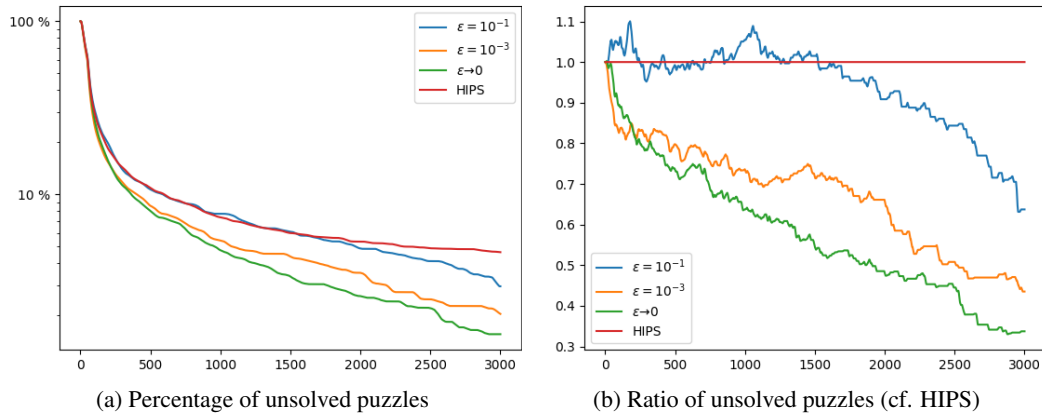 100 %
10 %
0
500
1000
1500
2000
2500
3000
ε = 10⁻¹
ε = 10⁻³
ε→0
HIPS
(a) Percentage of unsolved puzzles
1.1
1.0
0.9
0.8
0.7
0.6
0.5
0.4
0.3
0
500
1000
1500
2000
2500
3000
ε = 10⁻¹
ε = 10⁻³
ε→0
HIPS
(b) Ratio of unsolved puzzles (cf. HIPS)